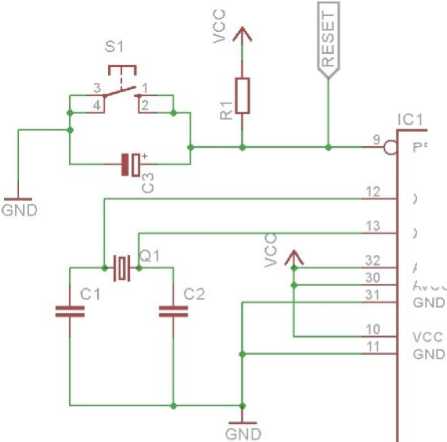 S1
VCC
RESET
3
1
4
2
R1
IC1
9
+
C3
GND
12
13
Q1
VCC
32
30
31
GND
C1
C2
10
VCC
11
GND
GND